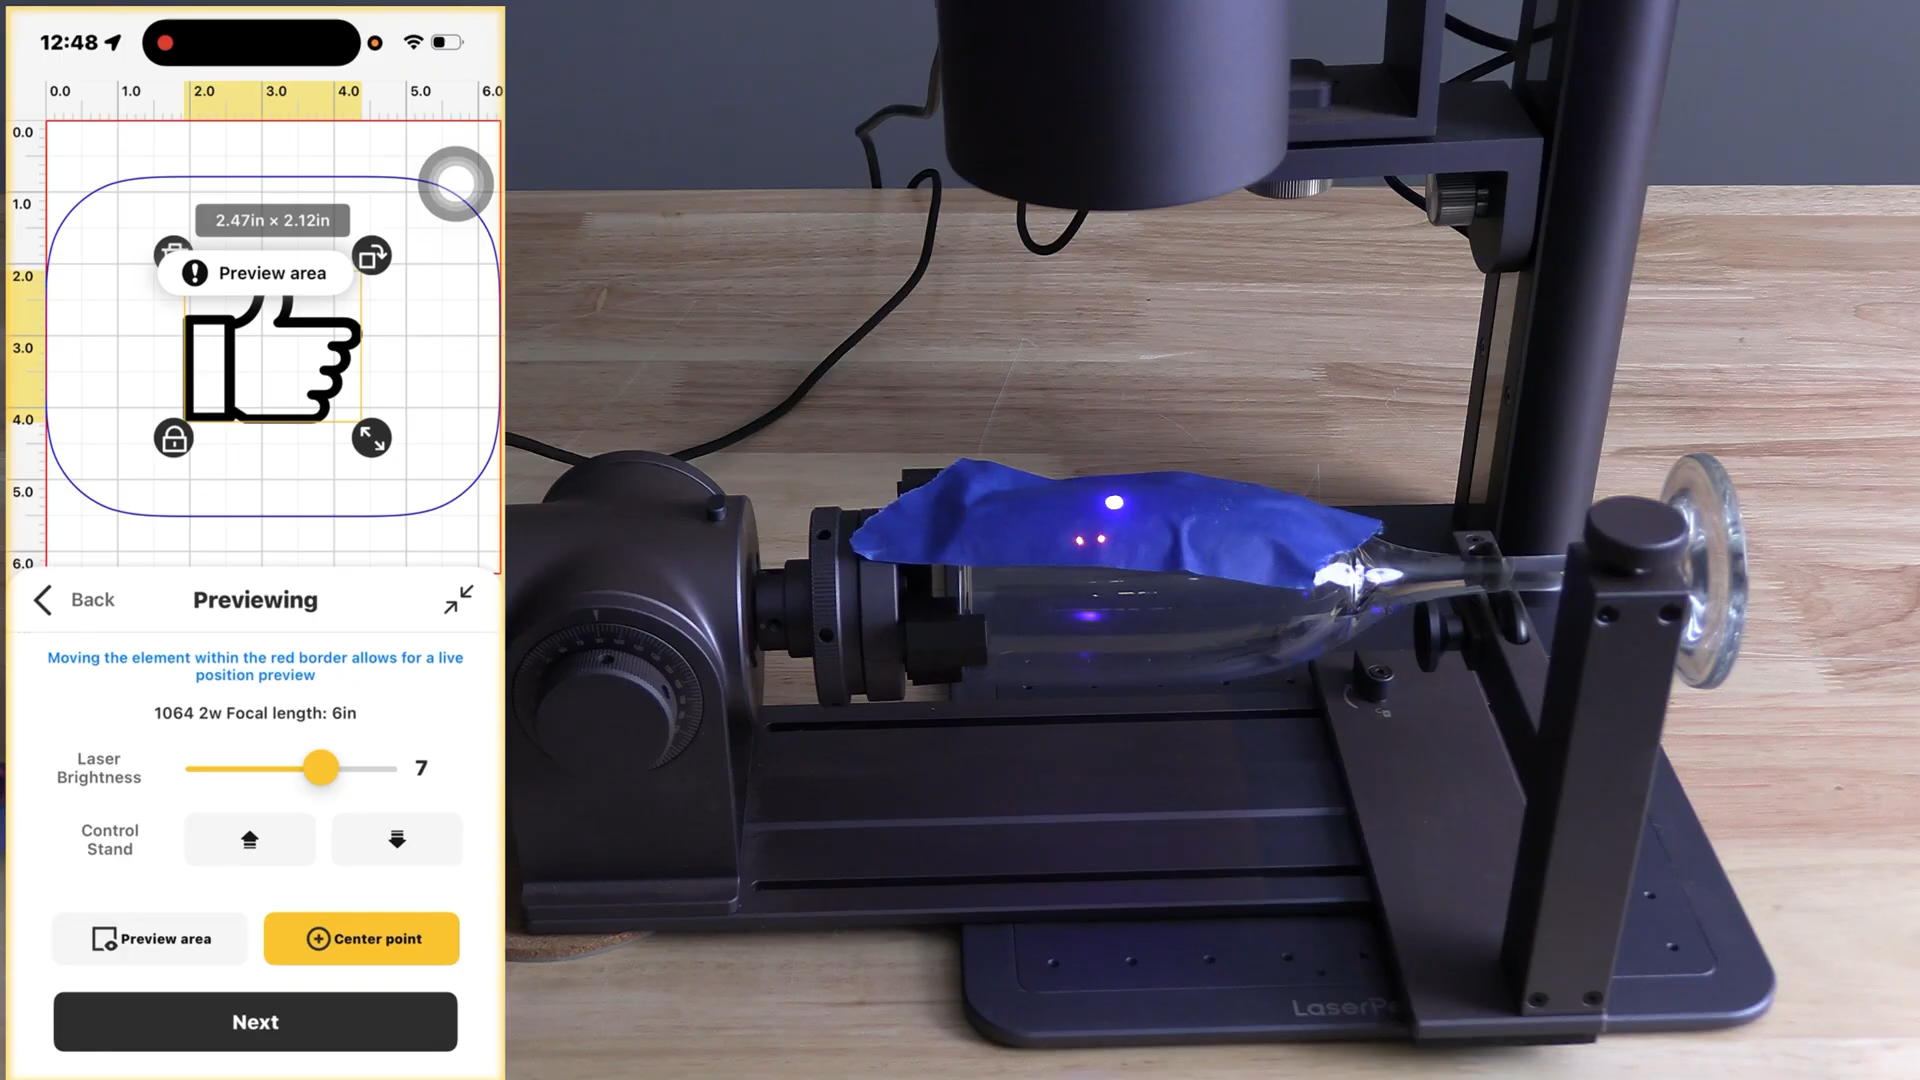 12:48
0.0 1.0 2.0 3.0 4.0 5.0 6.0
0.0
1.0
2.47in × 2.12in
2.0
Preview area
3.0
4.0
5.0
6.0
Back
Previewing
Moving the element within the red border allows for a live
position preview
1064 2w Focal length: 6in
Laser
Brightness
7
Control
Stand
Preview area
Center point
Next